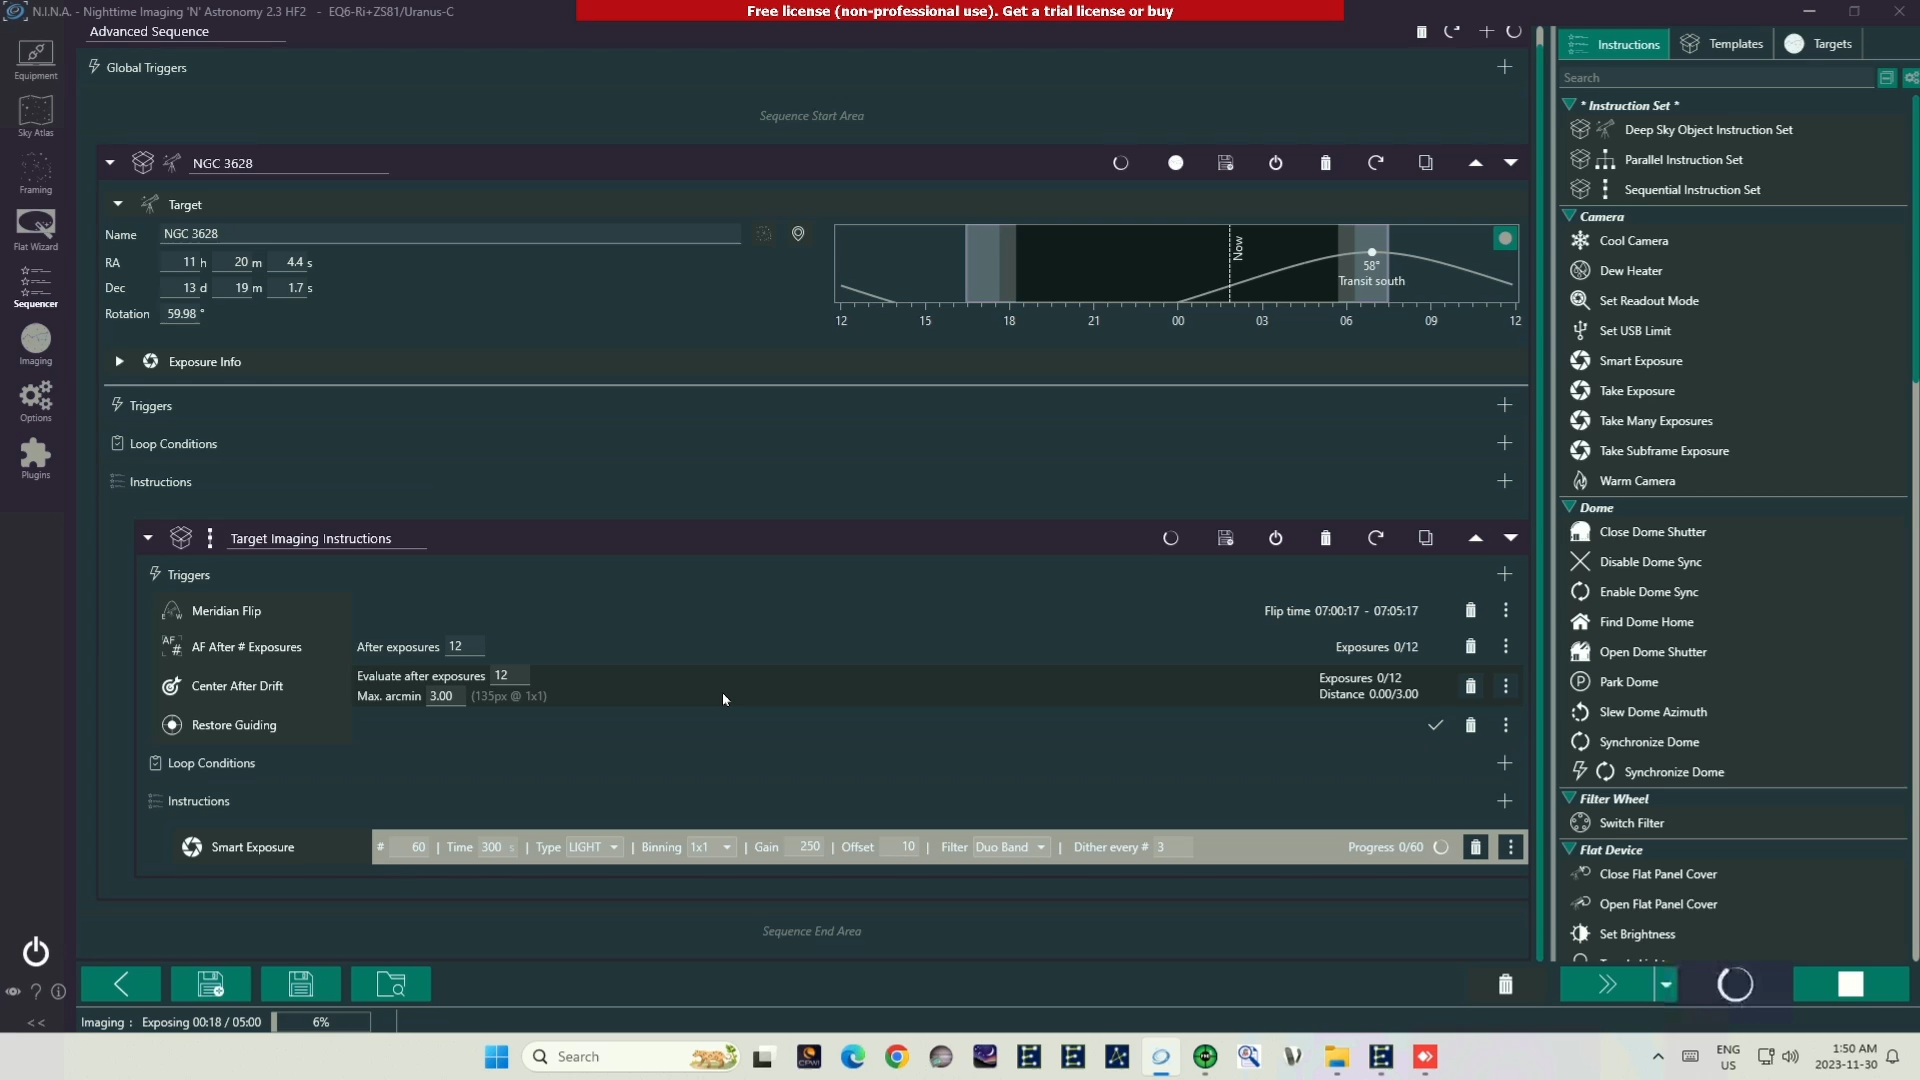 N.I.N.A. - Nighttime Imaging 'N' Astronomy 2.3 HF2 - EQ6-Ri+ZS81/Uranus-C
Free license (non-professional use). Get a trial license or buy
Advanced Sequence
Global Triggers
Sequence Start Area
NGC 3628
Target
Name NGC 3628
RA 11 h 20 m 4.4 s
Dec 13 d 19 m 1.7 s
Rotation 59.98 °
Now
58°
Transit south
12 15 18 21 00 03 06 09 12
Exposure Info
Triggers
Loop Conditions
Instructions
Target Imaging Instructions
Triggers
Meridian Flip Flip time 07:00:17 - 07:05:17
AF # AF After # Exposures After exposures 12 Exposures 0/12
Center After Drift Evaluate after exposures 12 Exposures 0/12
Max. arcmin 3.00 (135px @ 1x1) Distance 0.00/3.00
Restore Guiding
Loop Conditions
Instructions
Smart Exposure # 60 | Time 300 s | Type LIGHT | Binning 1x1 | Gain 250 | Offset 10 | Filter Duo Band | Dither every # 3 Progress 0/60
Sequence End Area
Imaging : Exposing 00:18 / 05:00 6%
Equipment
Sky Atlas
Framing
Flat Wizard
Sequencer
Imaging
Options
Plugins
?
<<
Instructions Templates Targets
Search
* Instruction Set *
Deep Sky Object Instruction Set
Parallel Instruction Set
Sequential Instruction Set
Camera
Cool Camera
Dew Heater
Set Readout Mode
Set USB Limit
Smart Exposure
Take Exposure
Take Many Exposures
Take Subframe Exposure
Warm Camera
Dome
Close Dome Shutter
Disable Dome Sync
Enable Dome Sync
Find Dome Home
Open Dome Shutter
Park Dome
Slew Dome Azimuth
Synchronize Dome
Synchronize Dome
Filter Wheel
Switch Filter
Flat Device
Close Flat Panel Cover
Open Flat Panel Cover
Set Brightness
Search
ENG
US
1:50 AM
2023-11-30